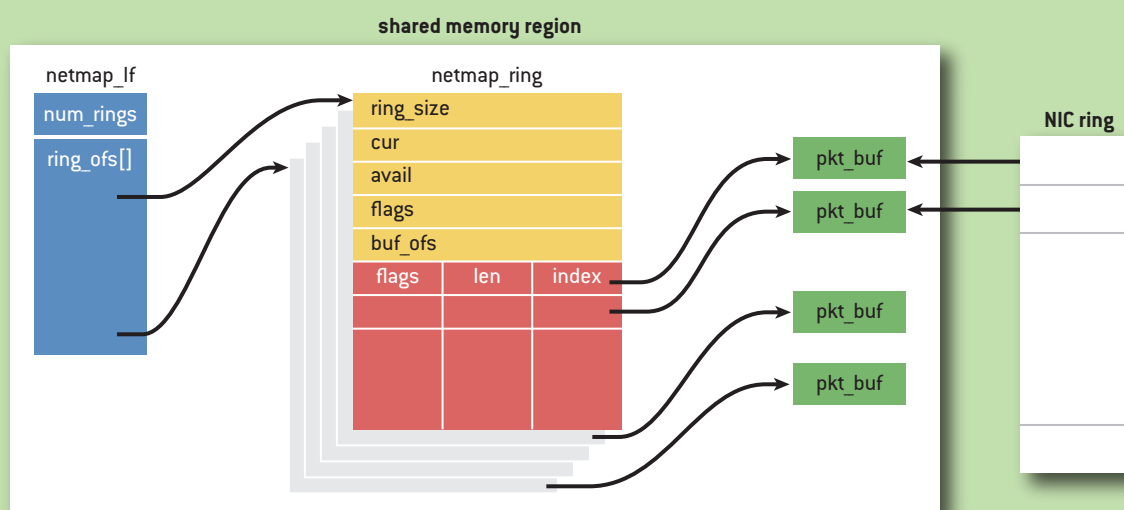 shared memory region
netmap_lf
netmap_ring
num_rings
ring_ofs[]
ring_size
cur
avail
flags
buf_ofs
flags len index
pkt_buf
pkt_buf
pkt_buf
pkt_buf
NIC ring